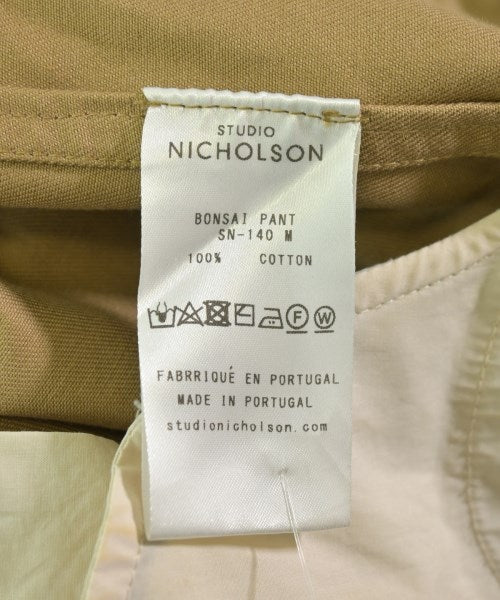 STUDIO
NICHOLSON
BONSAI PANT
SN-140 M
100% COTTON
F W
FABRRIQUÉ EN PORTUGAL
MADE IN PORTUGAL
studionicholson.com